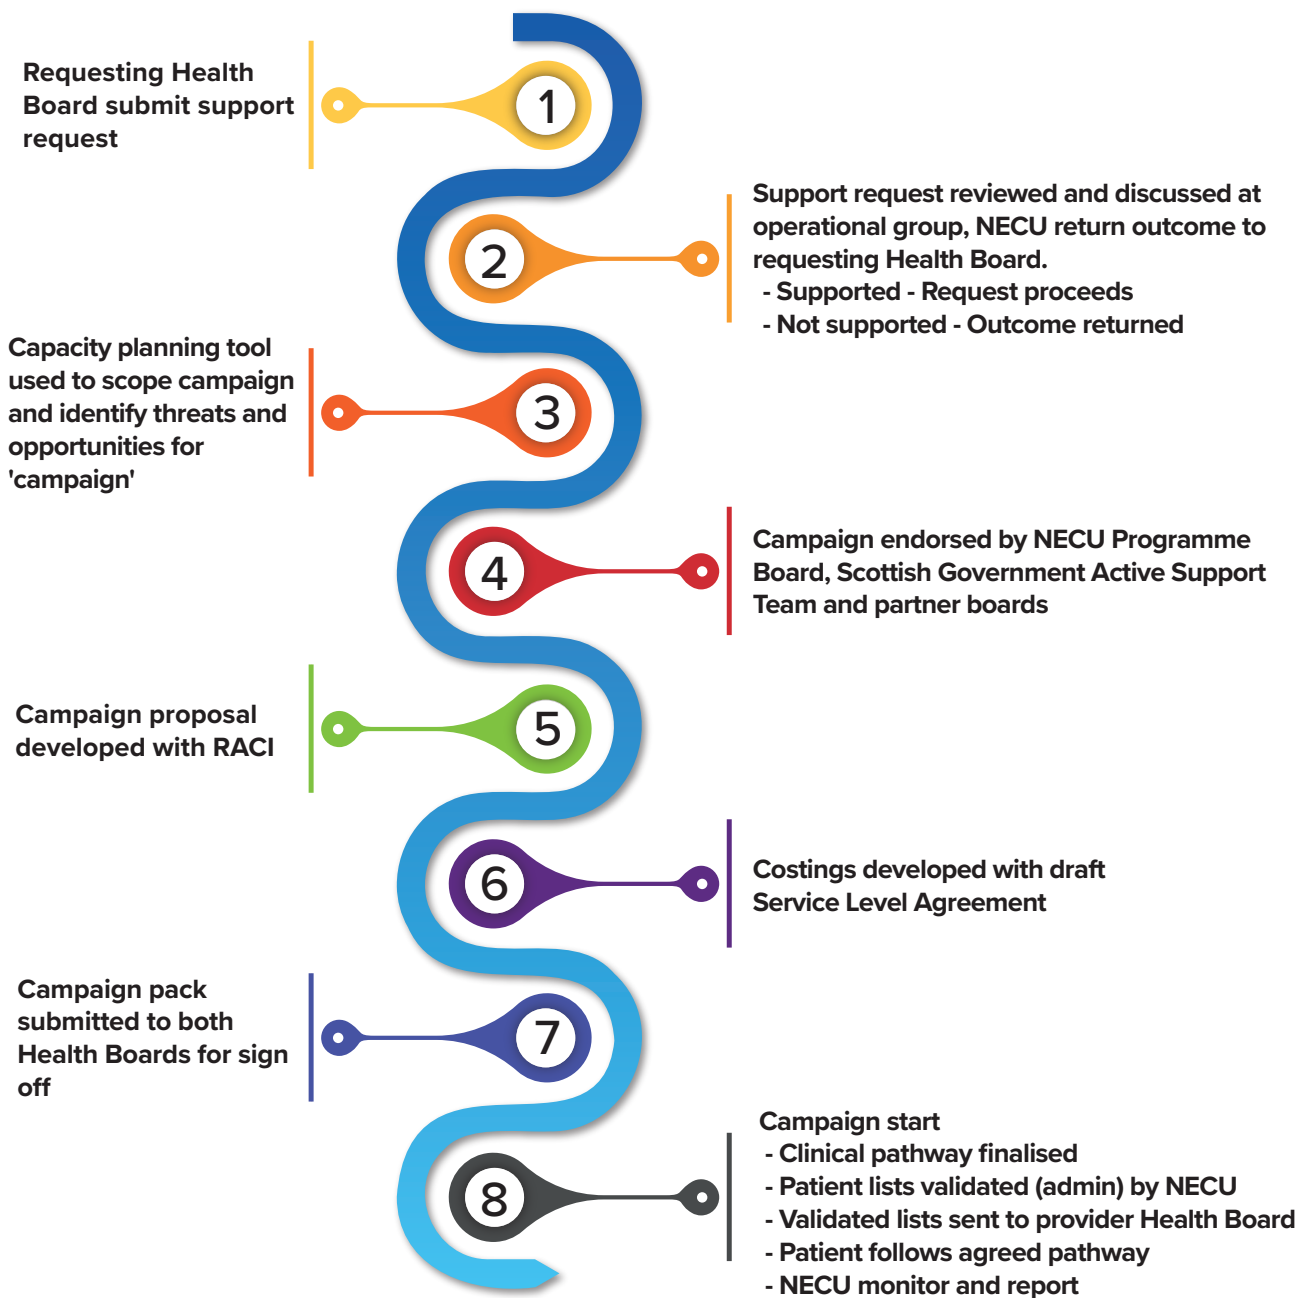 Requesting Health
Board submit support
request
1
Support request reviewed and discussed at
operational group, NECU return outcome to
requesting Health Board.
- Supported - Request proceeds
- Not supported - Outcome returned
2
Capacity planning tool
used to scope campaign
and identify threats and
opportunities for
'campaign'
3
Campaign endorsed by NECU Programme
Board, Scottish Government Active Support
Team and partner boards
4
Campaign proposal
developed with RACI
5
Costings developed with draft
Service Level Agreement
6
Campaign pack
submitted to both
Health Boards for sign
off
7
Campaign start
- Clinical pathway finalised
- Patient lists validated (admin) by NECU
- Validated lists sent to provider Health Board
- Patient follows agreed pathway
- NECU monitor and report
8